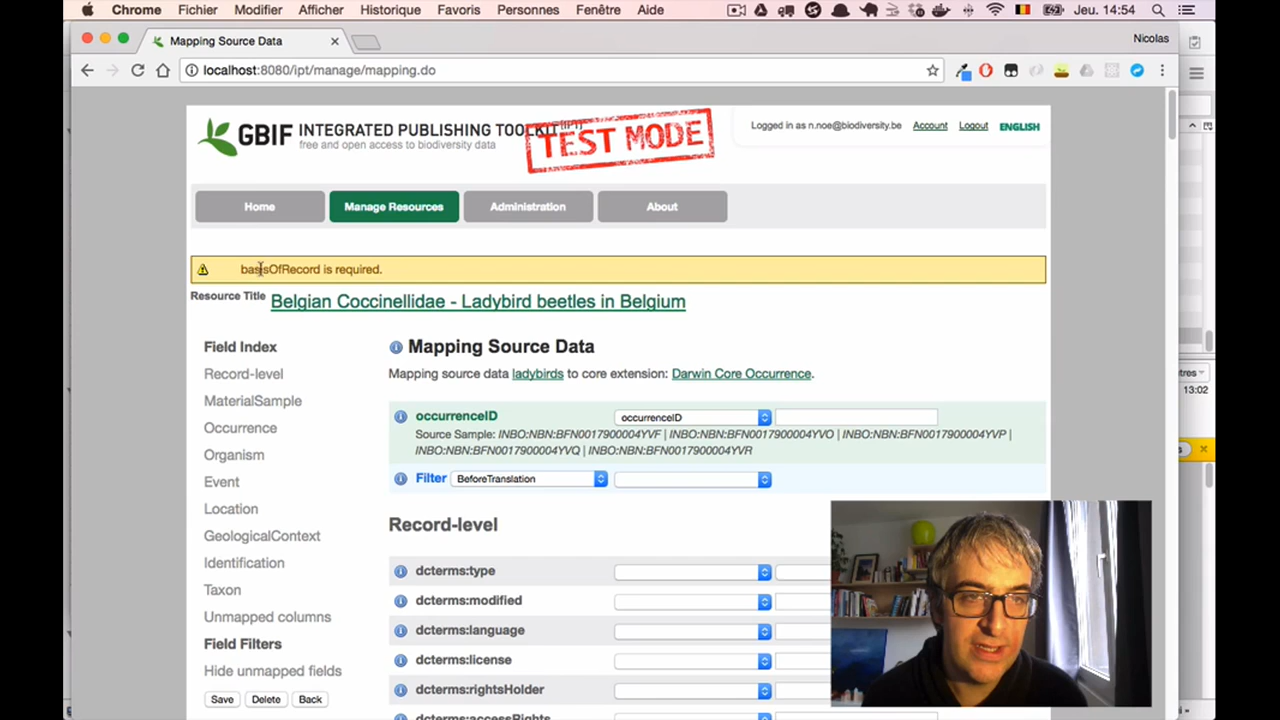 Chrome Fichier Modifier Afficher Historique Favoris Personnes Fenêtre Aide Jeu. 14:54
Mapping Source Data Nicolas
localhost:8080/ipt/manage/mapping.do
GBIF INTEGRATED PUBLISHING TOOLKIT(IPT)
free and open access to biodiversity data
TEST MODE
Logged in as n.noe@biodiversity.be Account Logout ENGLISH
Home Manage Resources Administration About
basisOfRecord is required.
Resource Title Belgian Coccinellidae - Ladybird beetles in Belgium
Field Index
Record-level
MaterialSample
Occurrence
Organism
Event
Location
GeologicalContext
Identification
Taxon
Unmapped columns
Field Filters
Hide unmapped fields
Save Delete Back
Mapping Source Data
Mapping source data ladybirds to core extension: Darwin Core Occurrence.
occurrenceID occurrenceID
Source Sample: INBO:NBN:BFN0017900004YVF | INBO:NBN:BFN0017900004YVO | INBO:NBN:BFN0017900004YVP |
INBO:NBN:BFN0017900004YVQ | INBO:NBN:BFN0017900004YVR
Filter BeforeTranslation
Record-level
dcterms:type
dcterms:modified
dcterms:language
dcterms:license
dcterms:rightsHolder
dcterms:accessRights
13:02